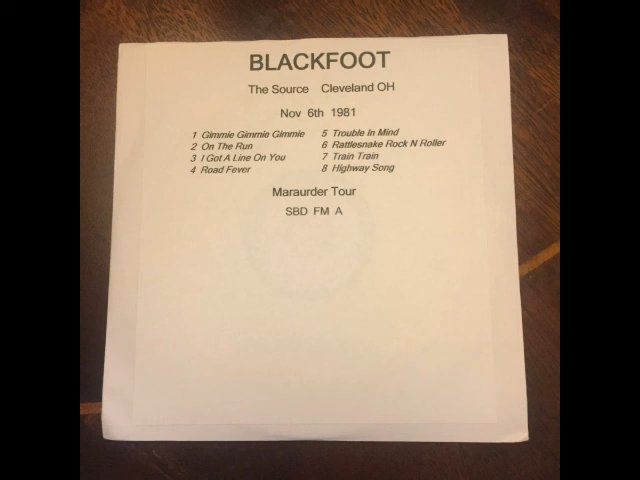 BLACKFOOT
The Source Cleveland OH
Nov 6th 1981
1 Gimmie Gimmie Gimmie
2 On The Run
3 I Got A Line On You
4 Road Fever
5 Trouble In Mind
6 Rattlesnake Rock N Roller
7 Train Train
8 Highway Song
Maraurder Tour
SBD FM A